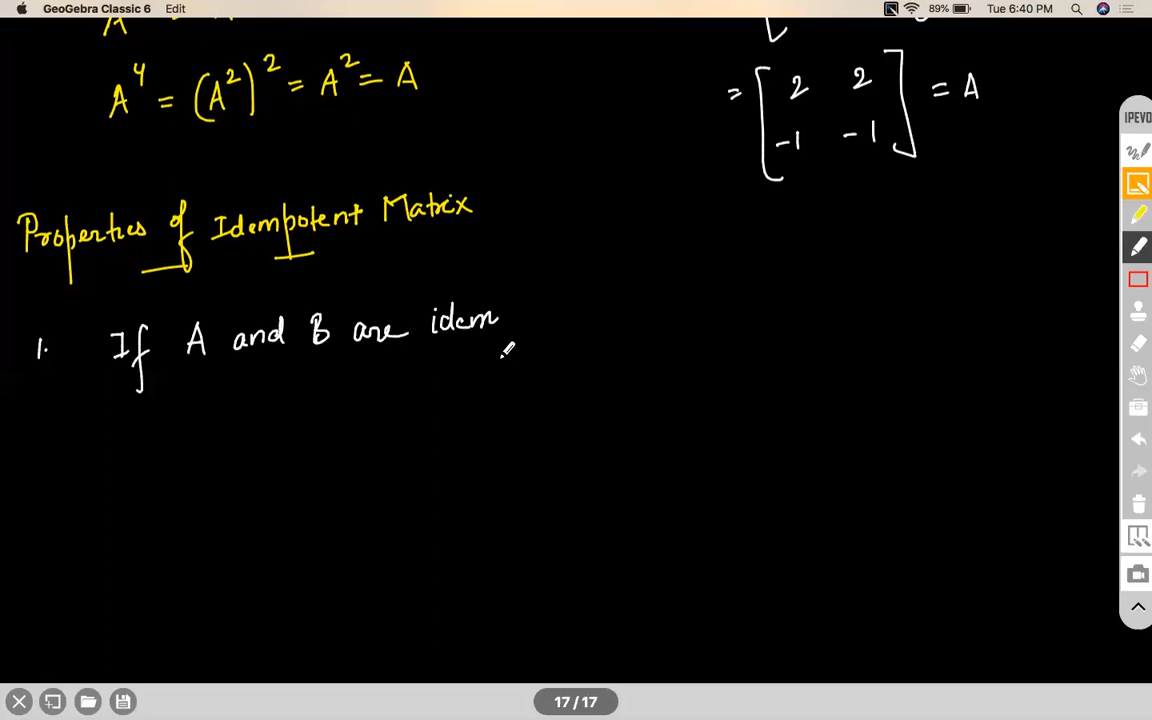 GeoGebra Classic 6 Edit 89% Tue 6:40 PM
A⁴ = (A²)² = A² = A
= [ 2 2
-1 -1 ] = A
IPEVO
Properties of Idempotent Matrix
1. If A and B are idem
17 / 17